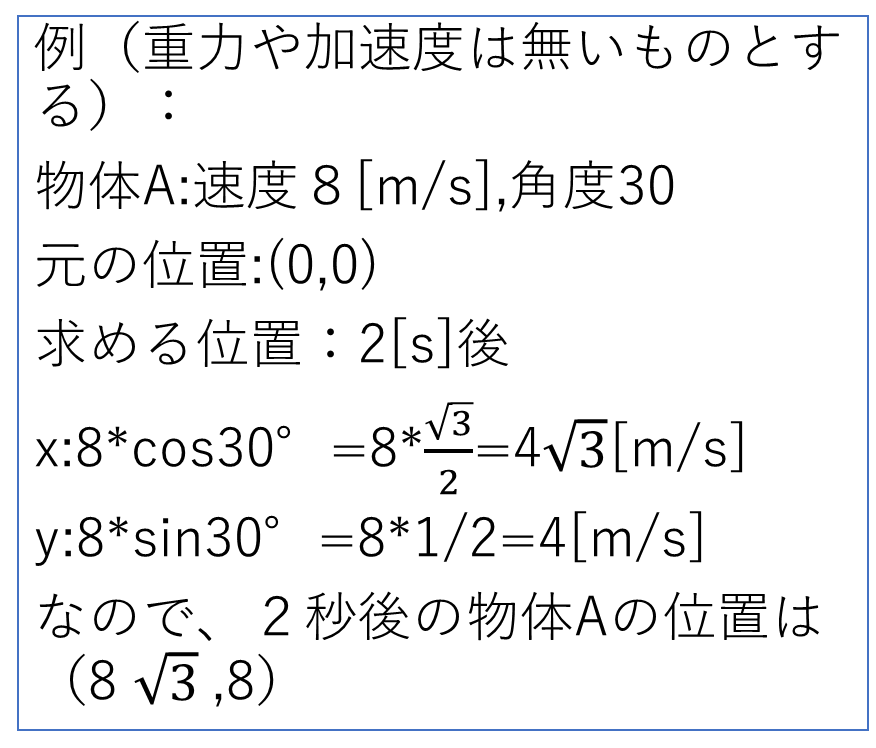 例（重力や加速度は無いものとす
る）：
物体A:速度８[m/s],角度30
元の位置:(0,0)
求める位置：2[s]後
x:8*cos30° =8*√3/2=4√3[m/s]
y:8*sin30° =8*1/2=4[m/s]
なので、２秒後の物体Aの位置は
（8 √3 ,8）